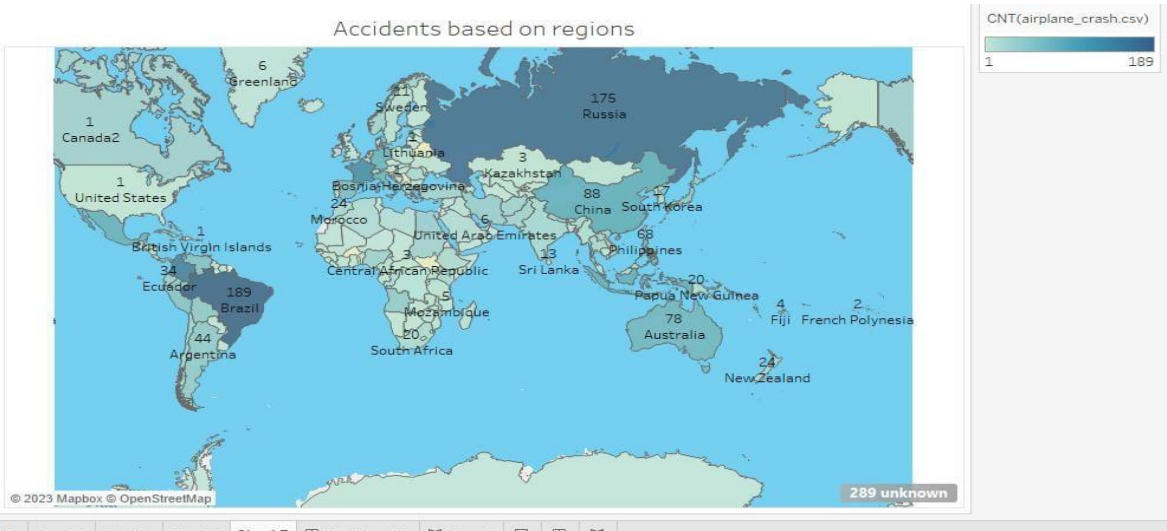 Accidents based on regions
CNT(airplane_crash.csv)
1 189
6
Greenland
175
Russia
Sweden
1
Canada2
1
Lithuania
3
Kazakhstan
1
United States
Bosnia-Herzegovina
88
China
17
South Korea
24
Morocco
6
United Arab Emirates
68
Philippines
1
British Virgin Islands
3
Central African Republic
13
Sri Lanka
34
Ecuador
189
Brazil
5
Mozambique
20
Papua New Guinea
4
Fiji
2
French Polynesia
78
Australia
44
Argentina
20
South Africa
24
New Zealand
© 2023 Mapbox © OpenStreetMap
289 unknown